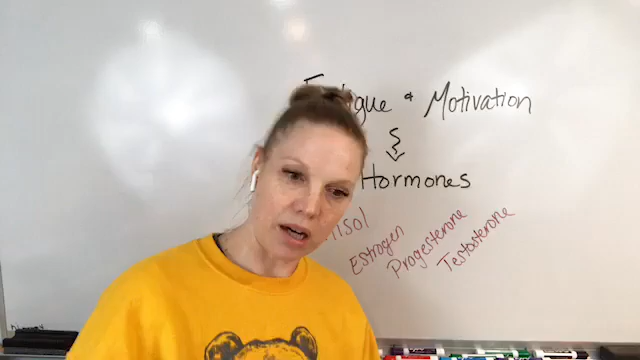 & Motivation
Hormones
Estrogen
Progesterone
Testosterone